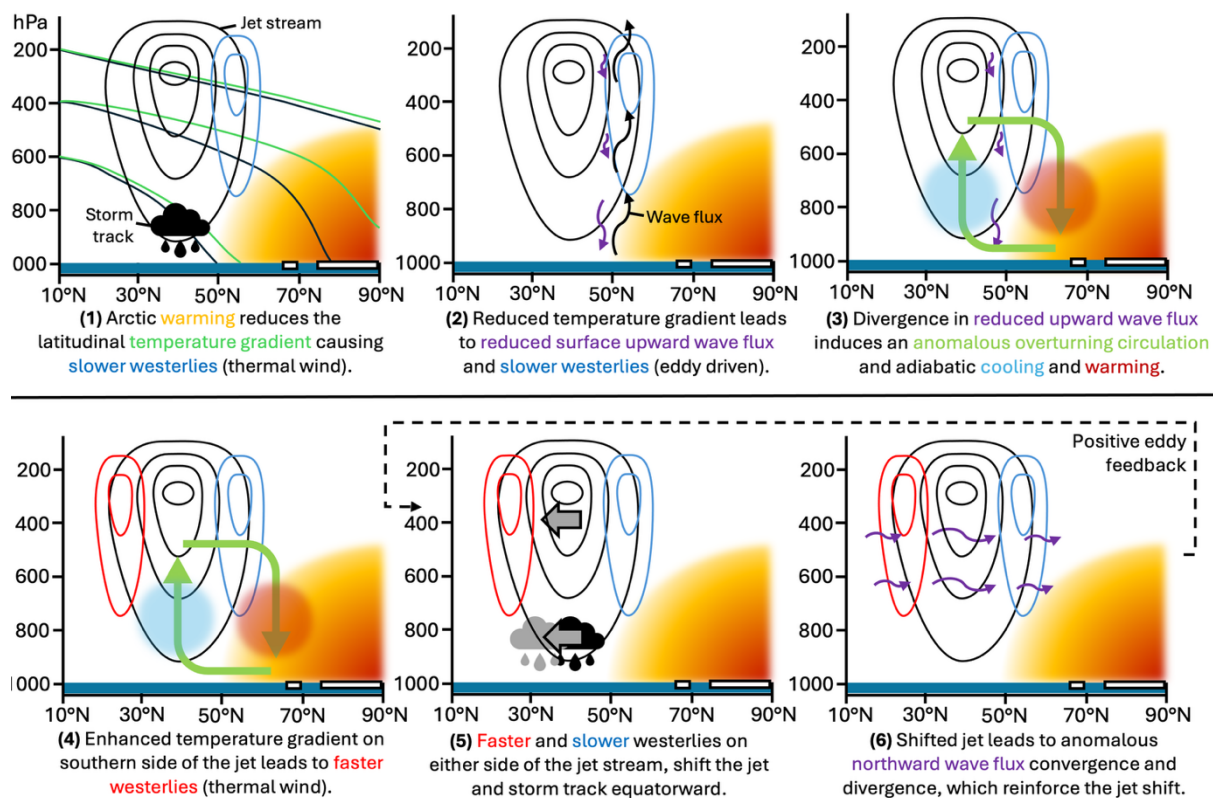 hPa
Jet stream
200
400
600
800
000
Storm
track
10°N 30°N 50°N 70°N 90°N
(1) Arctic warming reduces the
latitudinal temperature gradient causing
slower westerlies (thermal wind).
200
400
600
800
1000
Wave flux
10°N 30°N 50°N 70°N 90°N
(2) Reduced temperature gradient leads
to reduced surface upward wave flux
and slower westerlies (eddy driven).
200
400
600
800
1000
10°N 30°N 50°N 70°N 90°N
(3) Divergence in reduced upward wave flux
induces an anomalous overturning circulation
and adiabatic cooling and warming.
200
400
600
800
1000
10°N 30°N 50°N 70°N 90°N
(4) Enhanced temperature gradient on
southern side of the jet leads to faster
westerlies (thermal wind).
200
400
600
800
1000
10°N 30°N 50°N 70°N 90°N
(5) Faster and slower westerlies on
either side of the jet stream, shift the jet
and storm track equatorward.
Positive eddy
feedback
200
400
600
800
1000
10°N 30°N 50°N 70°N 90°N
(6) Shifted jet leads to anomalous
northward wave flux convergence and
divergence, which reinforce the jet shift.